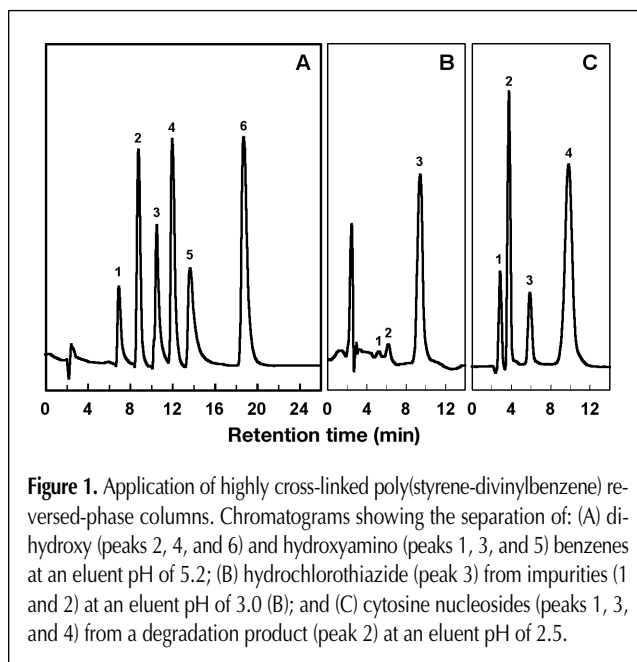 A
B
C
1
2
3
4
5
6
1
2
3
1
2
3
4
0 4 8 12 16 20 24
0 4 8 12
0 4 8 12
Retention time (min)
Figure 1. Application of highly cross-linked poly(styrene-divinylbenzene) re-
versed-phase columns. Chromatograms showing the separation of: (A) di-
hydroxy (peaks 2, 4, and 6) and hydroxyamino (peaks 1, 3, and 5) benzenes
at an eluent pH of 5.2; (B) hydrochlorothiazide (peak 3) from impurities (1
and 2) at an eluent pH of 3.0 (B); and (C) cytosine nucleosides (peaks 1, 3,
and 4) from a degradation product (peak 2) at an eluent pH of 2.5.